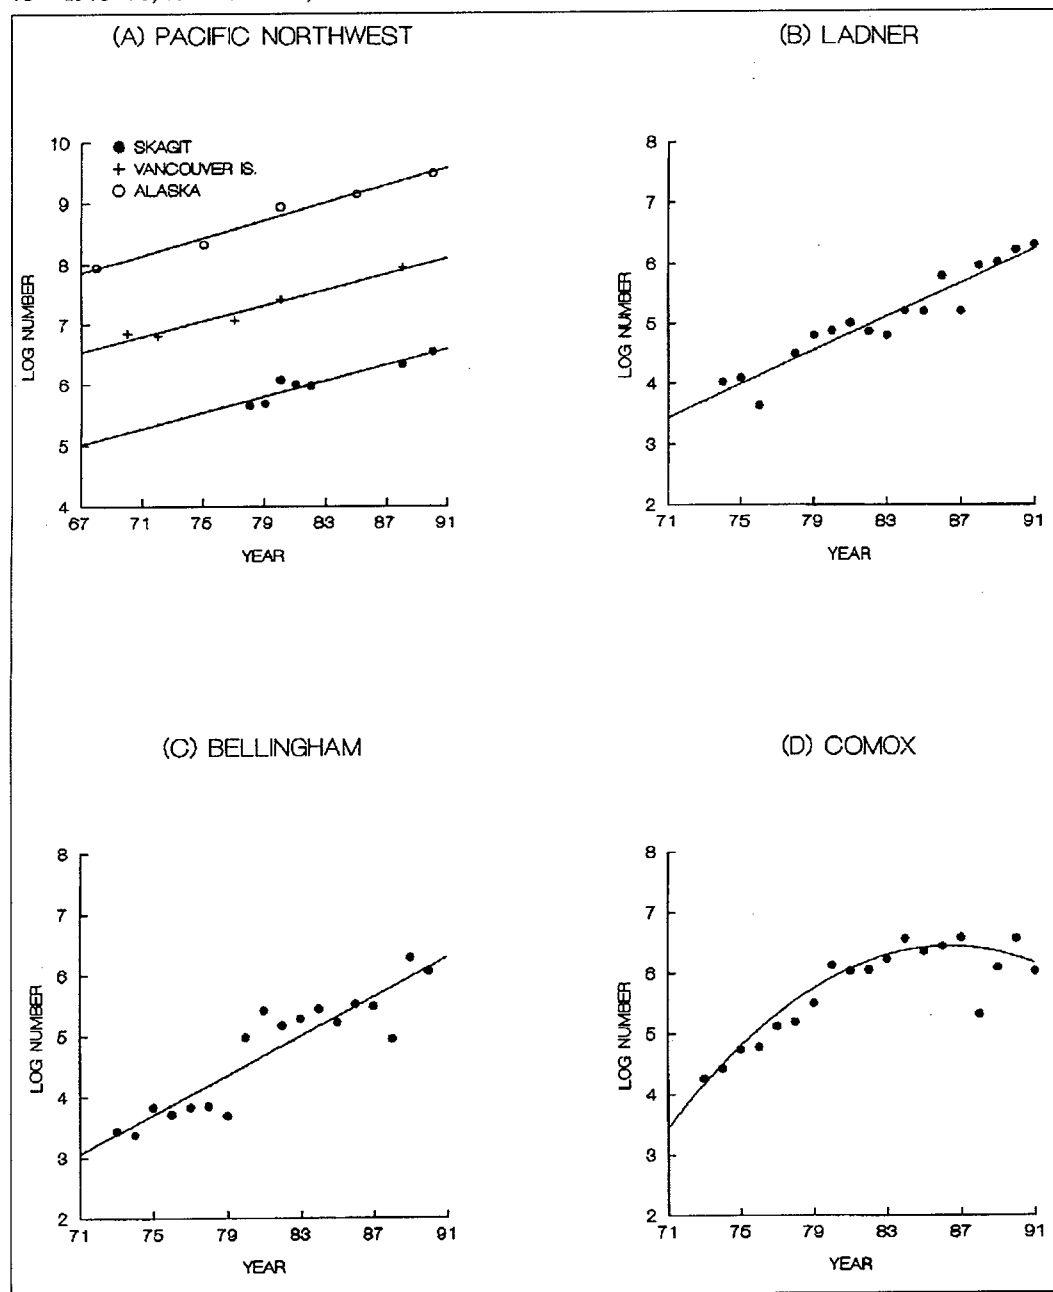 (A) PACIFIC NORTHWEST
10
9
8
7
6
5
4
LOG NUMBER
SKAGIT
VANCOUVER IS.
ALASKA
67 71 75 79 83 87 91
YEAR
(B) LADNER
8
7
6
5
4
3
2
LOG NUMBER
71 75 79 83 87 91
YEAR
(C) BELLINGHAM
8
7
6
5
4
3
2
LOG NUMBER
71 75 79 83 87 91
YEAR
(D) COMOX
8
7
6
5
4
3
2
LOG NUMBER
71 75 79 83 87 91
YEAR